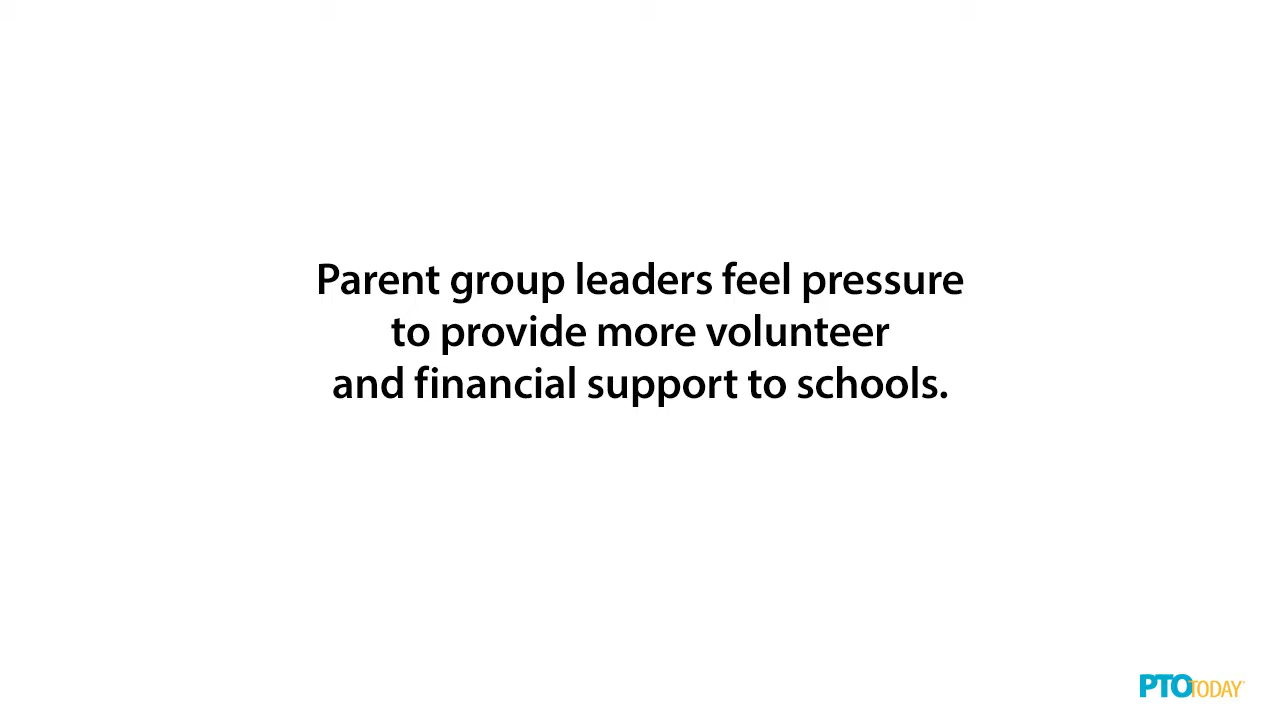 Parent group leaders feel pressure
to provide more volunteer
and financial support to schools.
PTOTODAY